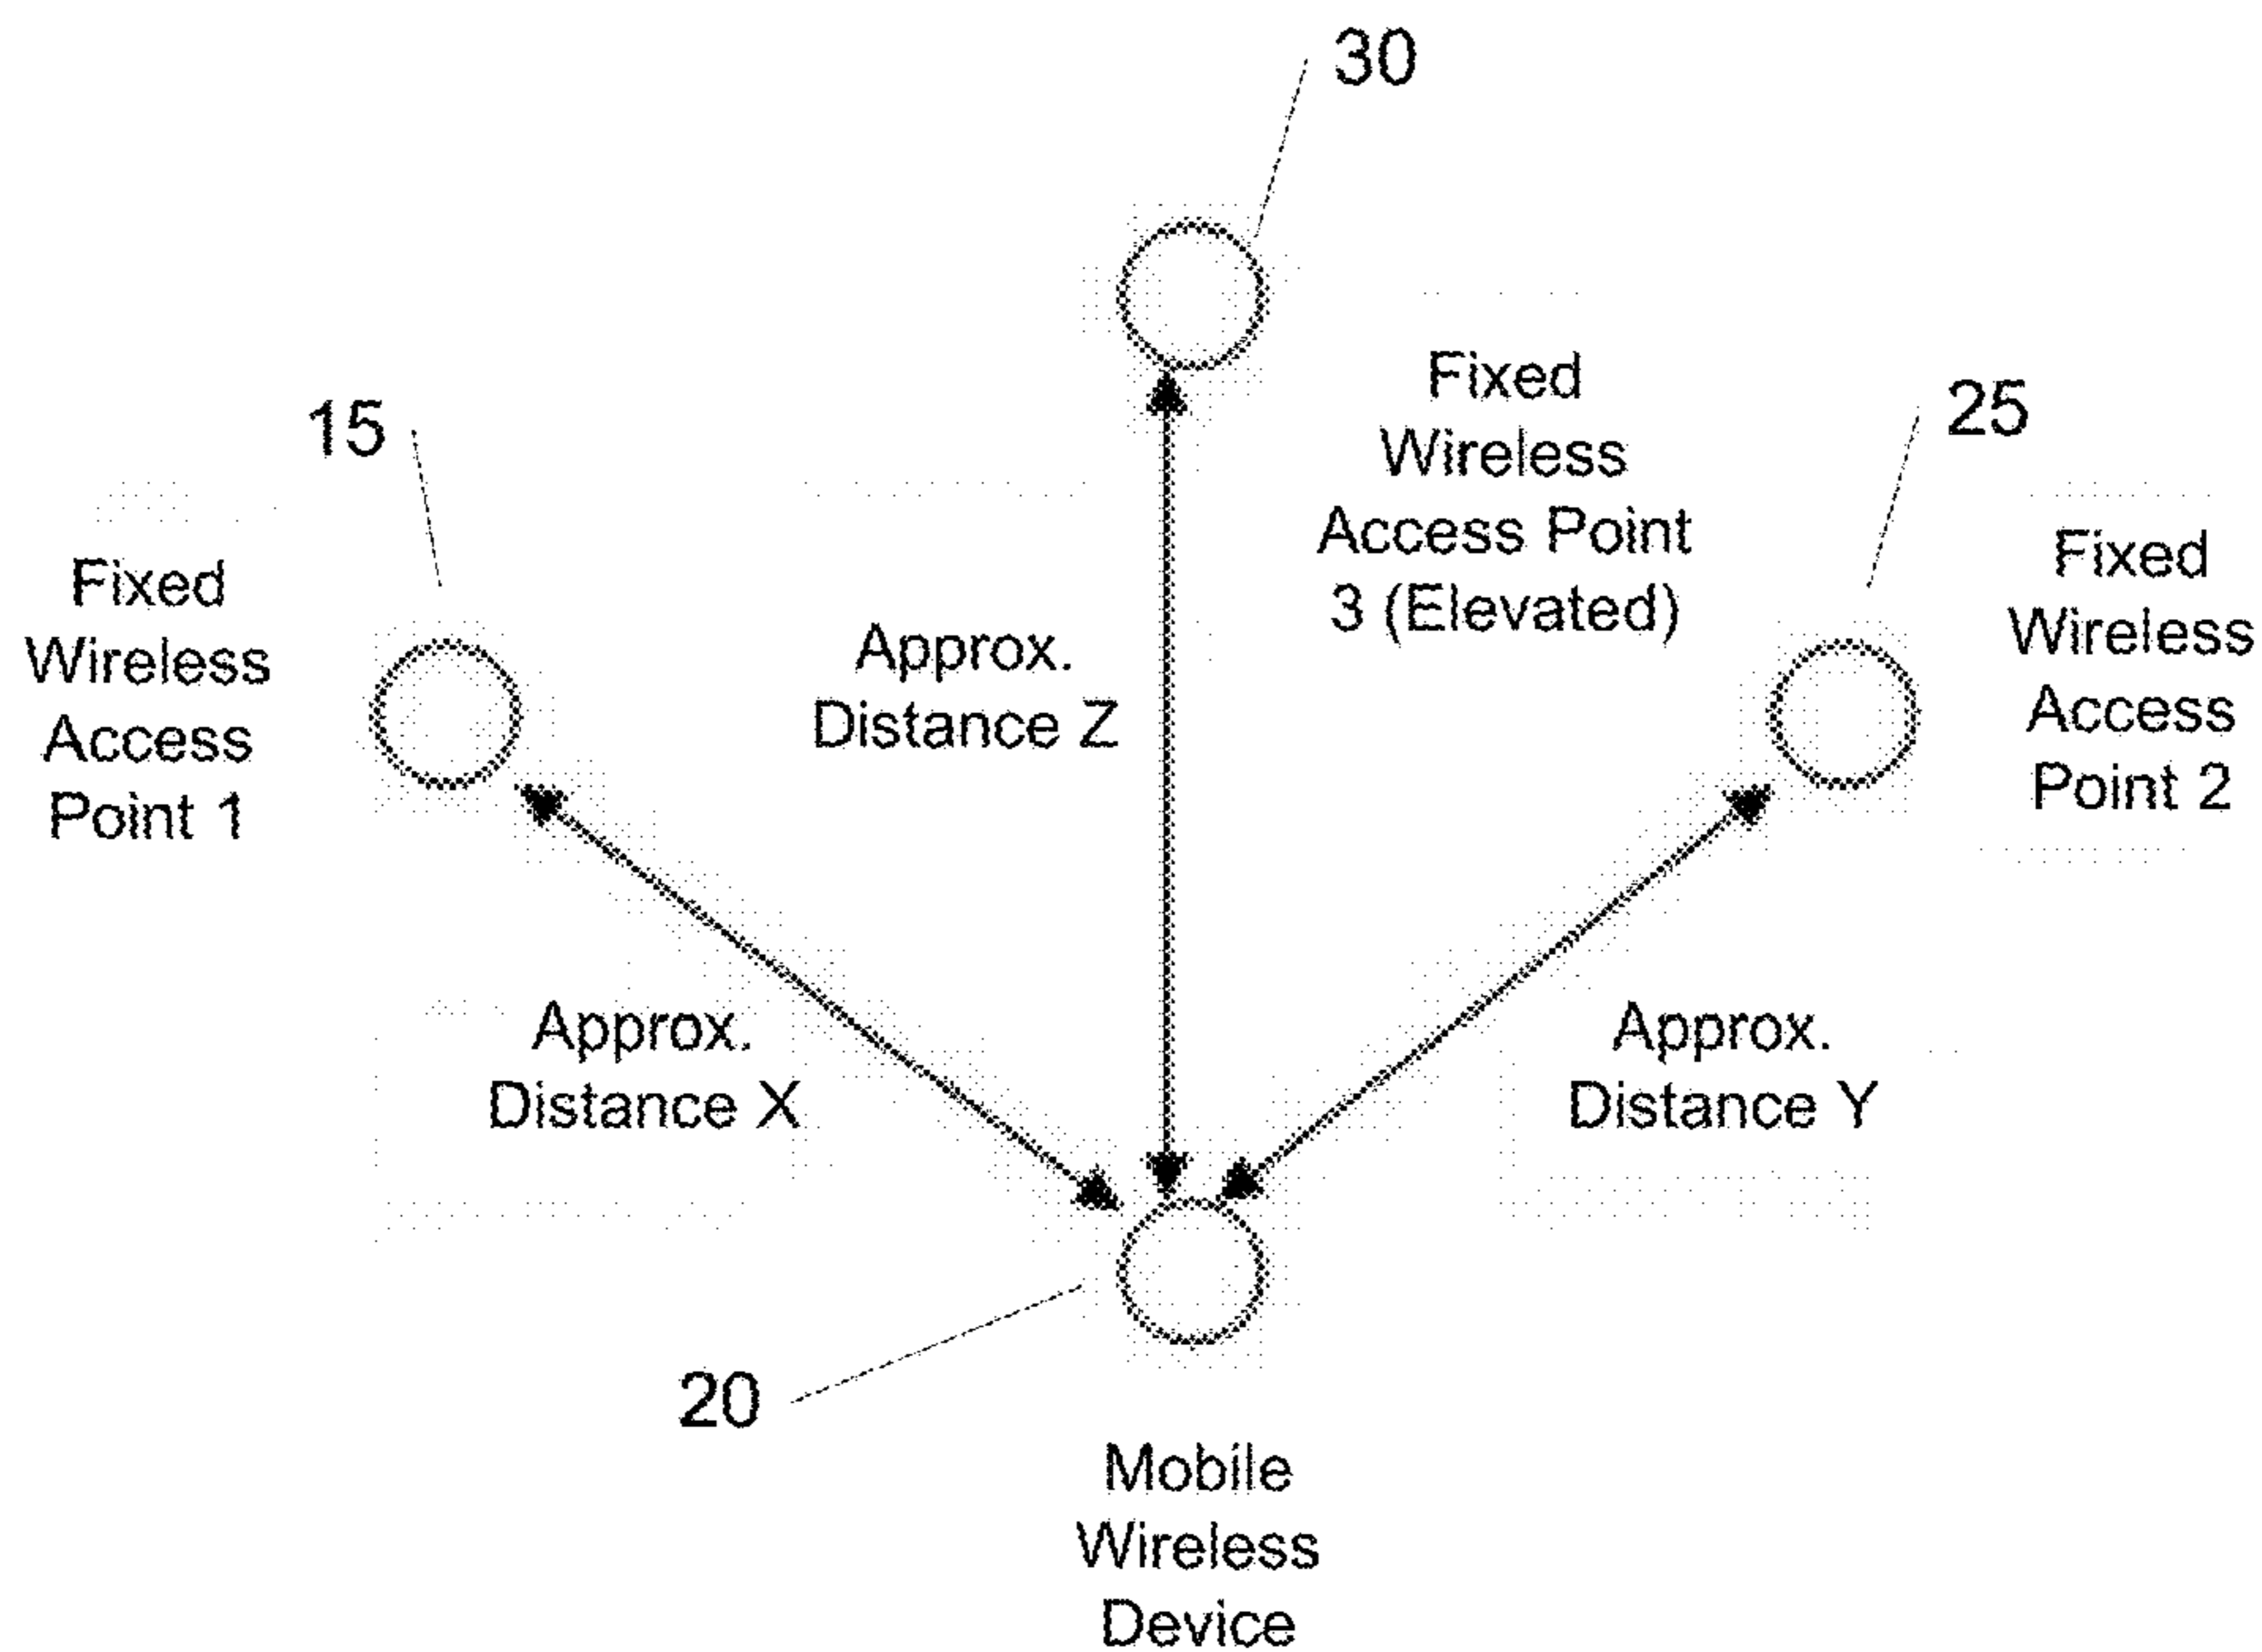 30
Fixed
Wireless
Access Point
3 (Elevated)
15
25
Fixed
Wireless
Access
Point 1
Fixed
Wireless
Access
Point 2
Approx.
Distance Z
Approx.
Distance X
Approx.
Distance Y
20
Mobile
Wireless
Device